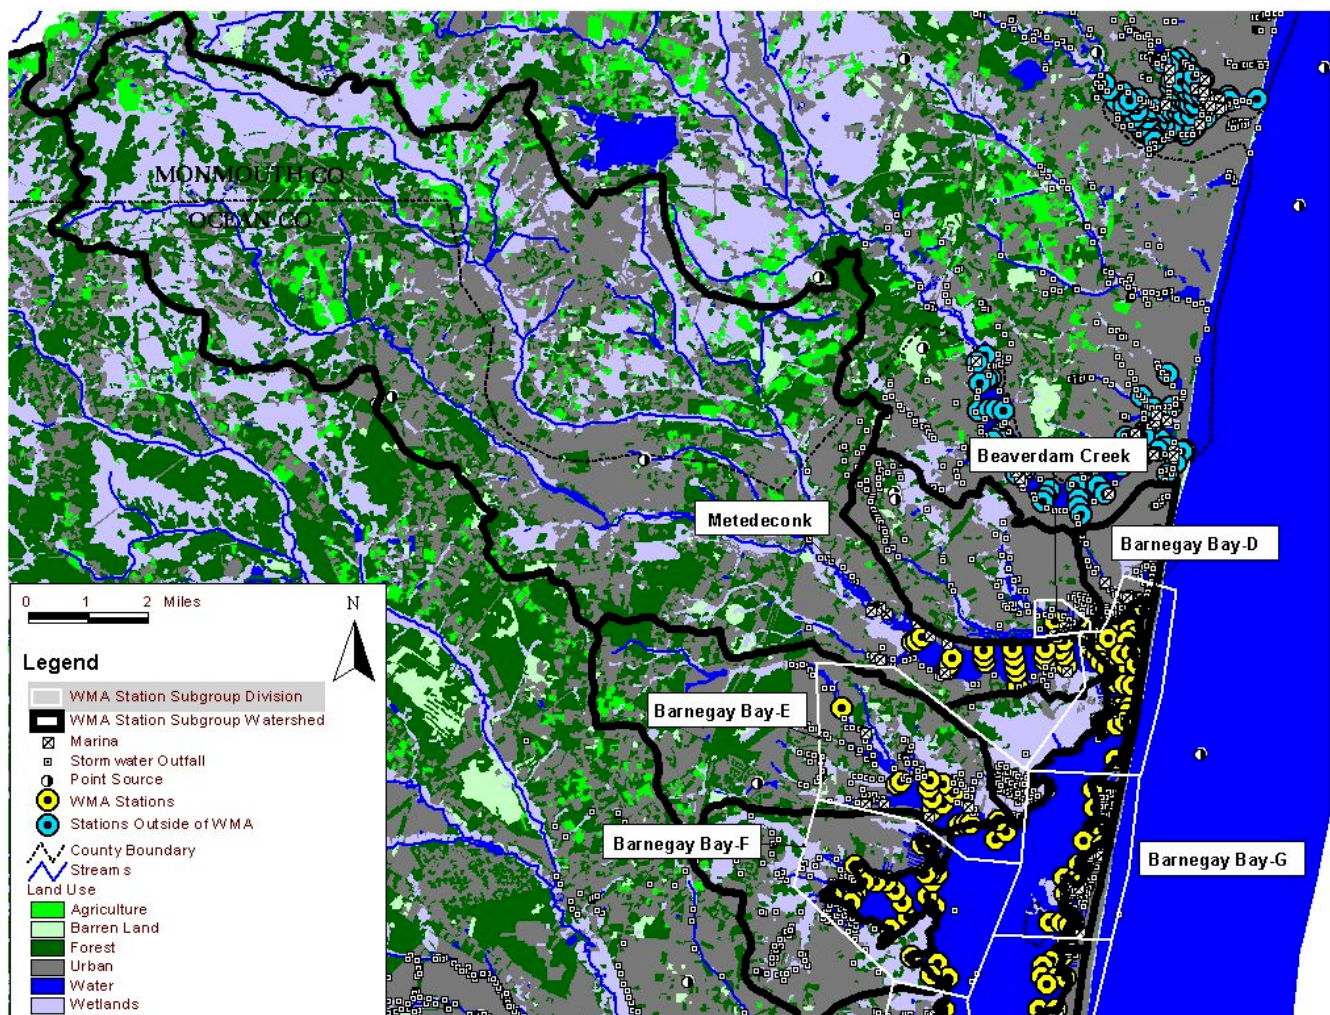 MONMOUTH CO
OCEAN CO
Beaverdam Creek
Metedeconk
Barnegay Bay-D
Barnegay Bay-E
Barnegay Bay-F
Barnegay Bay-G
0 1 2 Miles
N
Legend
WMA Station Subgroup Division
WMA Station Subgroup Watershed
Marina
Stormwater Outfall
Point Source
WMA Stations
Stations Outside of WMA
County Boundary
Streams
Land Use
Agriculture
Barren Land
Forest
Urban
Water
Wetlands